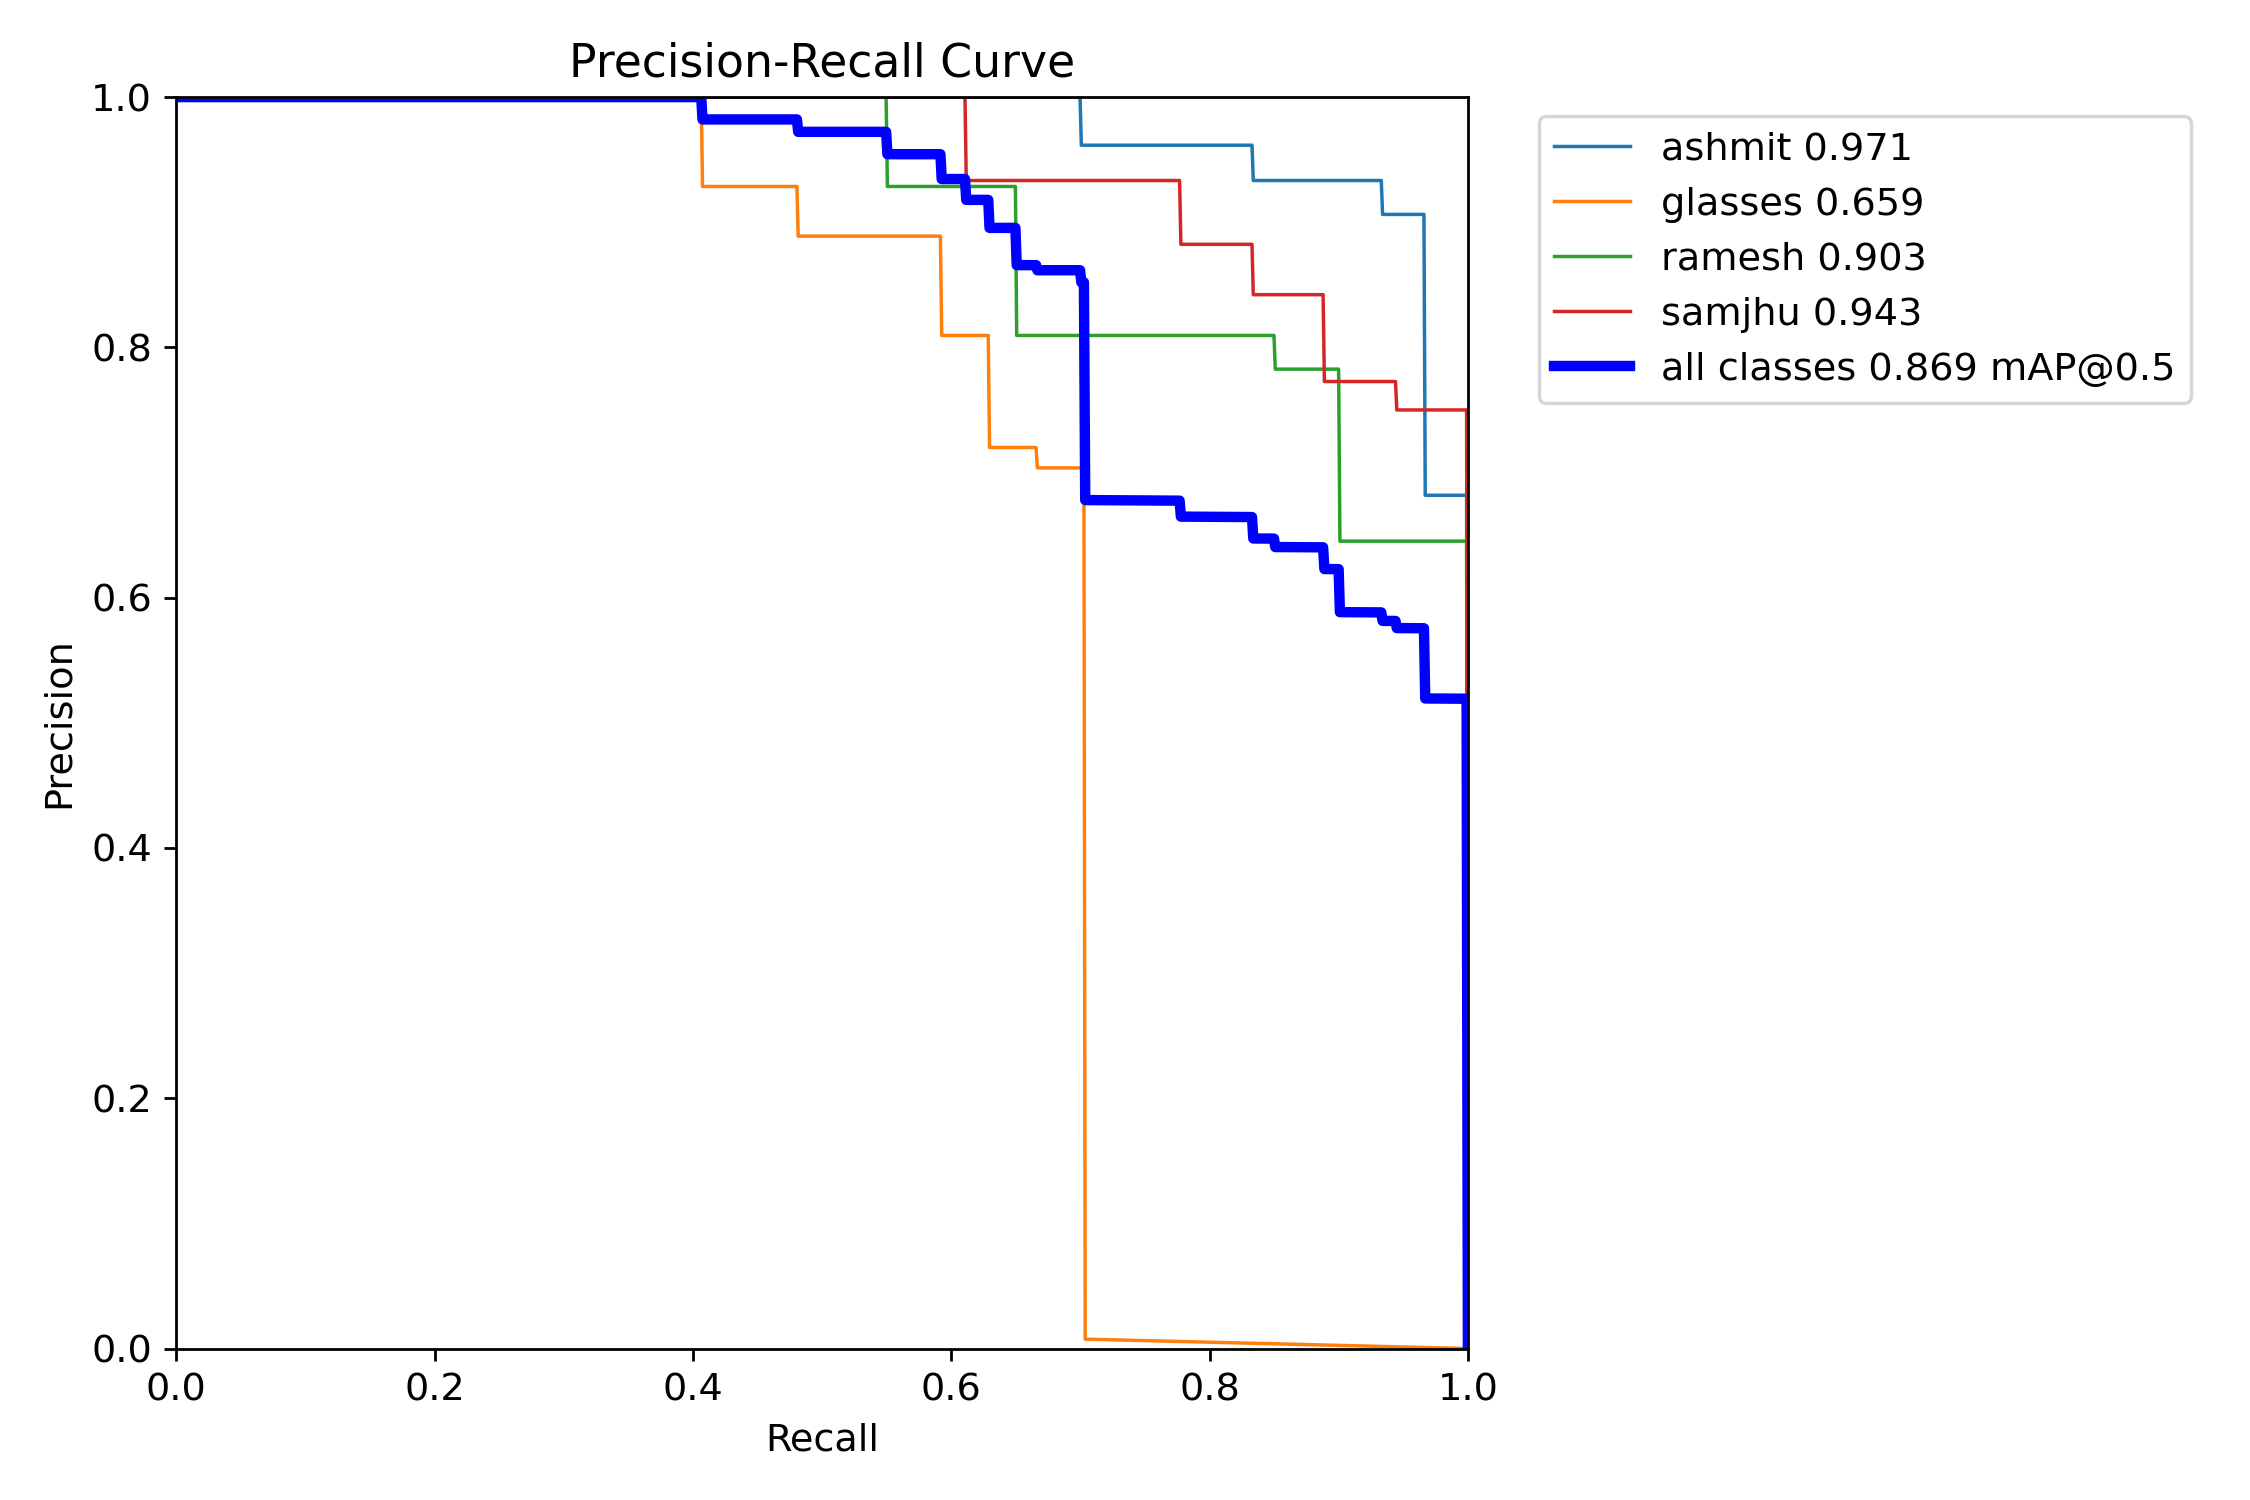 Precision-Recall Curve
1.0
0.8
0.6
0.4
0.2
0.0
Precision
0.0 0.2 0.4 0.6 0.8 1.0
Recall
ashmit 0.971
glasses 0.659
ramesh 0.903
samjhu 0.943
all classes 0.869 mAP@0.5